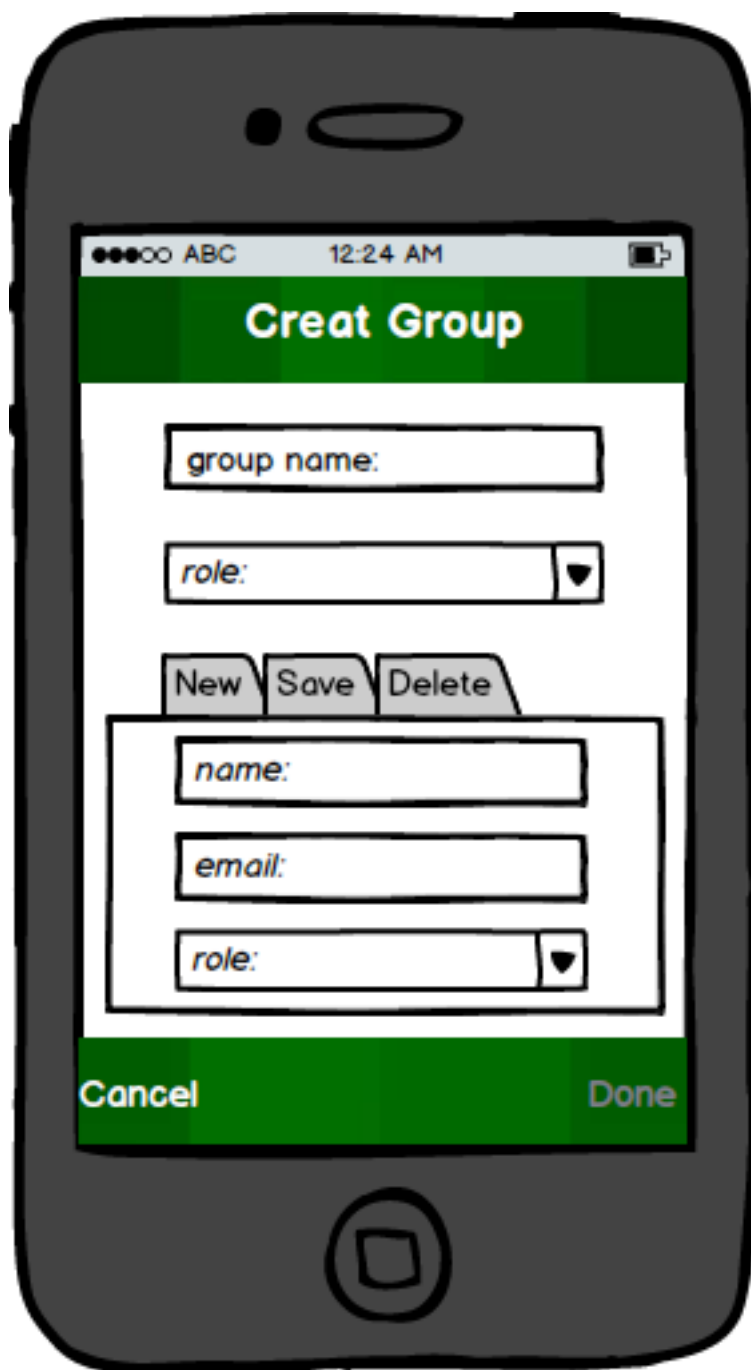 ABC 12:24 AM
Creat Group
group name:
role:
New Save Delete
name:
email:
role:
Cancel Done